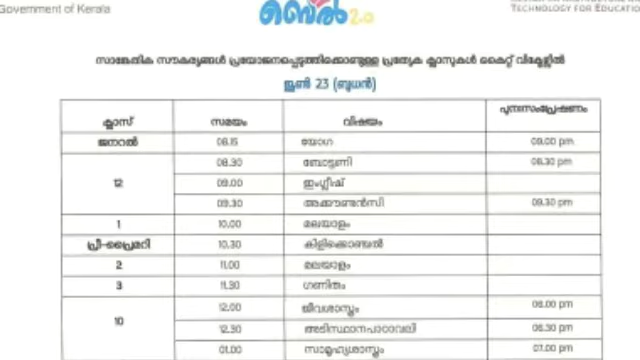 Government of Kerala
ബെൽ 2.0
Technology for Education
സാങ്കേതിക സൗകര്യങ്ങൾ പ്രയോജനപ്പെടുത്തിക്കൊണ്ടുള്ള പ്രത്യേക ക്ലാസുകൾ കൈറ്റ് വിക്ടേഴ്സിൽ
ജൂൺ 23 (ബുധൻ)
ക്ലാസ് സമയം വിഷയം പുനഃസംപ്രേഷണം
ജനറൽ 08.15 യോഗ 09.00 pm
12 08.30 ബോട്ടണി 08.30 pm
09.00 ഇംഗ്ലീഷ്
09.30 അക്കൗണ്ടൻസി 09.30 pm
1 10.00 മലയാളം
പ്രീ-പ്രൈമറി 10.30 കിളിക്കൊഞ്ചൽ
2 11.00 മലയാളം
3 11.30 ഗണിതം
10 12.00 ജീവശാസ്ത്രം 06.00 pm
12.30 അടിസ്ഥാനപാഠാവലി 06.30 pm
01.00 സാമൂഹ്യശാസ്ത്രം 07.00 pm